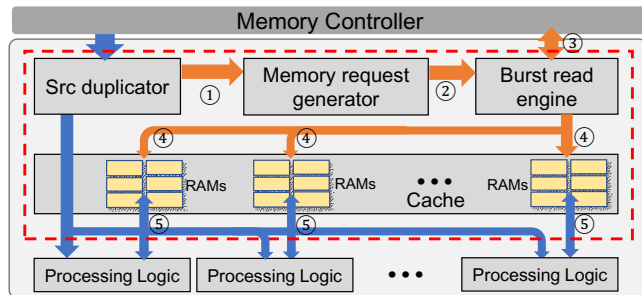 Memory Controller
③
Src duplicator
①
Memory request
generator
②
Burst read
engine
④
④
④
RAMs
RAMs
•••
RAMs
Cache
⑤
⑤
⑤
Processing Logic
Processing Logic
•••
Processing Logic